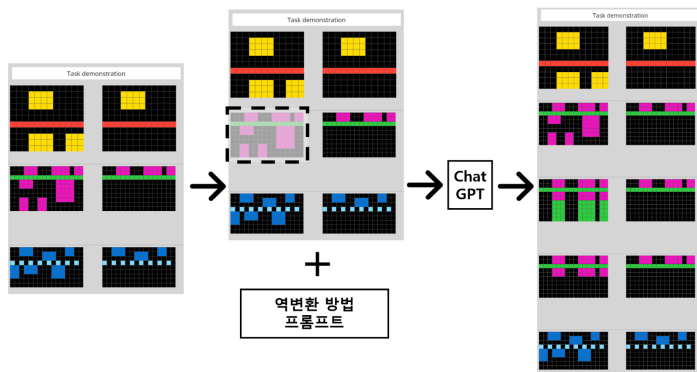 Task demonstration
Task demonstration
Task demonstration
Chat
GPT
역변환 방법
프롬프트